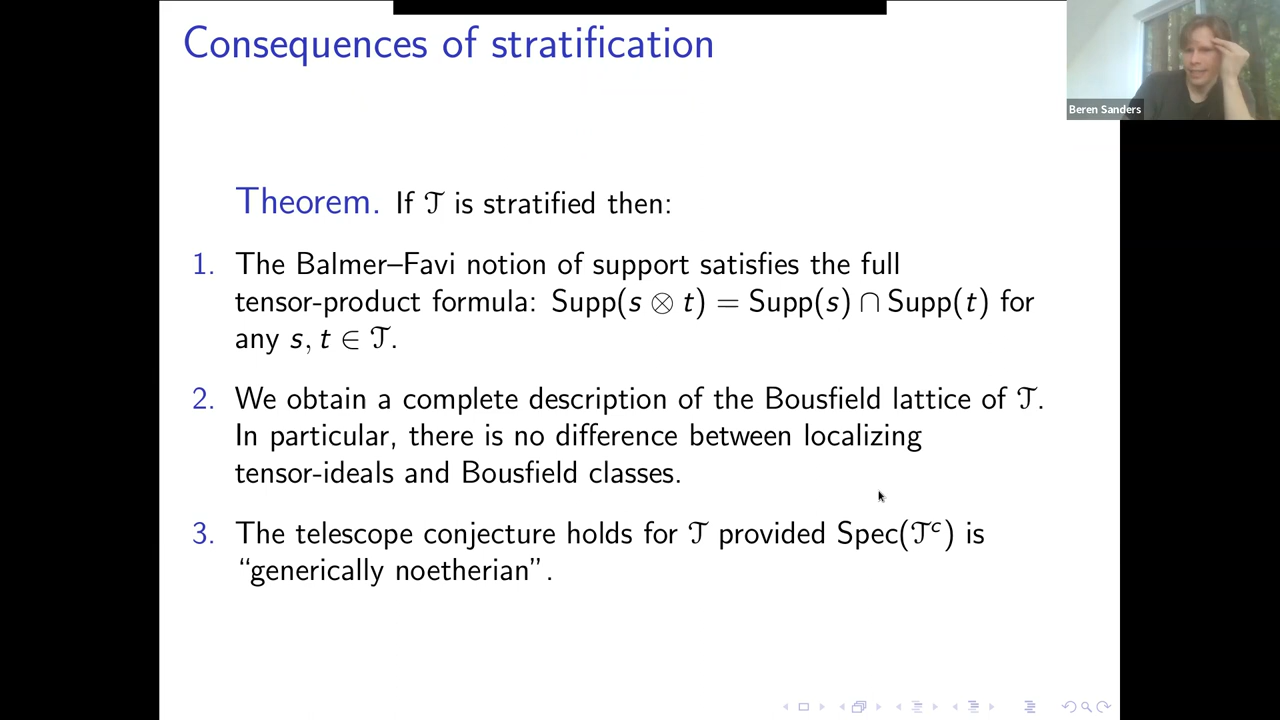 Consequences of stratification
Beren Sanders
Theorem. If 𝒯 is stratified then:
1. The Balmer–Favi notion of support satisfies the full
tensor-product formula: Supp(s ⊗ t) = Supp(s) ∩ Supp(t) for
any s, t ∈ 𝒯.
2. We obtain a complete description of the Bousfield lattice of 𝒯.
In particular, there is no difference between localizing
tensor-ideals and Bousfield classes.
3. The telescope conjecture holds for 𝒯 provided Spec(𝒯ᶜ) is
“generically noetherian”.